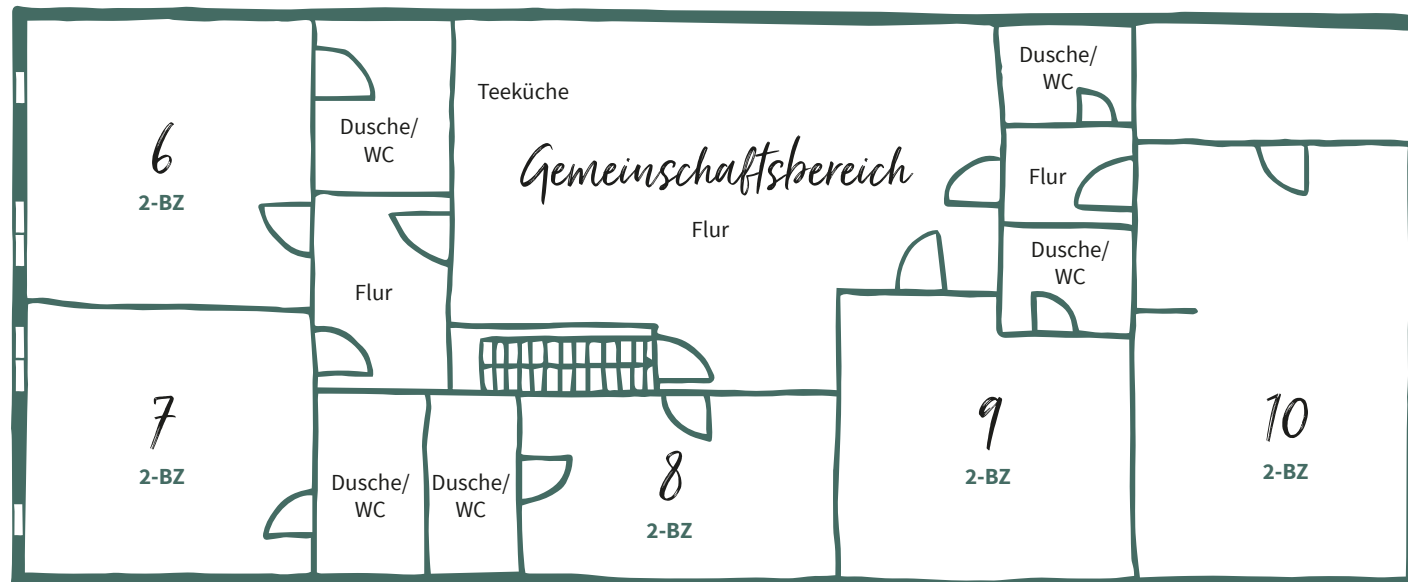 6
2-BZ
Dusche/
WC
Teeküche
Gemeinschaftsbereich
Flur
Dusche/
WC
Flur
Dusche/
WC
Flur
7
2-BZ
Dusche/
WC
Dusche/
WC
8
2-BZ
9
2-BZ
10
2-BZ